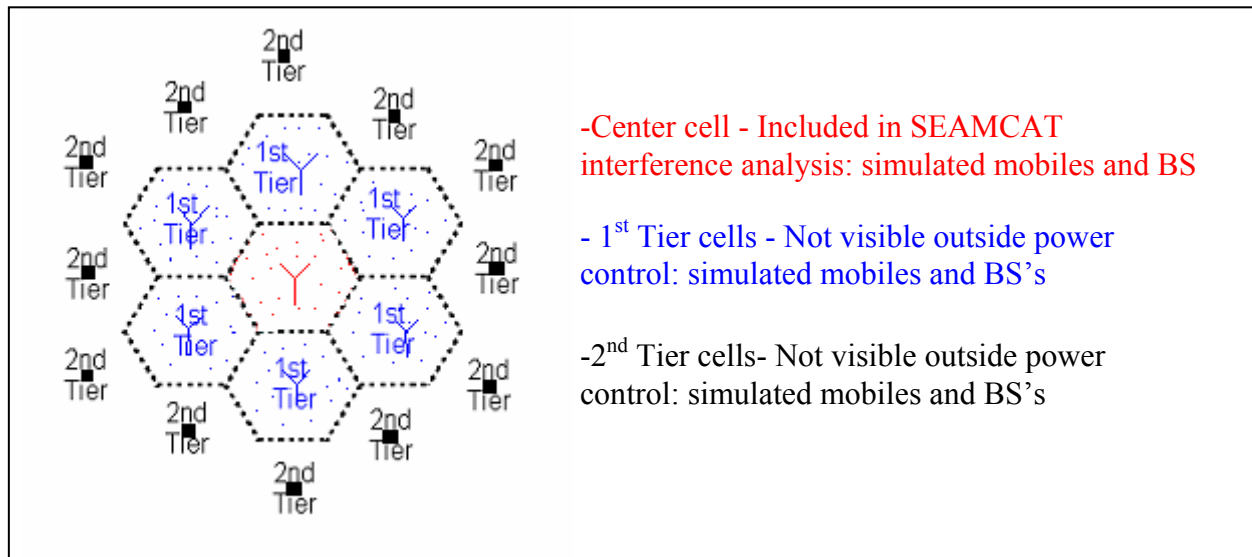 2nd
Tier
2nd
Tier
2nd
Tier
2nd
Tier
2nd
Tier
1st
Tier
1st
Tier
1st
Tier
2nd
Tier
2nd
Tier
1st
Tier
1st
Tier
1st
Tier
2nd
Tier
2nd
Tier
2nd
Tier
2nd
Tier
2nd
Tier
-Center cell - Included in SEAMCAT
interference analysis: simulated mobiles and BS
- 1st Tier cells - Not visible outside power
control: simulated mobiles and BS’s
-2nd Tier cells- Not visible outside power
control: simulated mobiles and BS’s